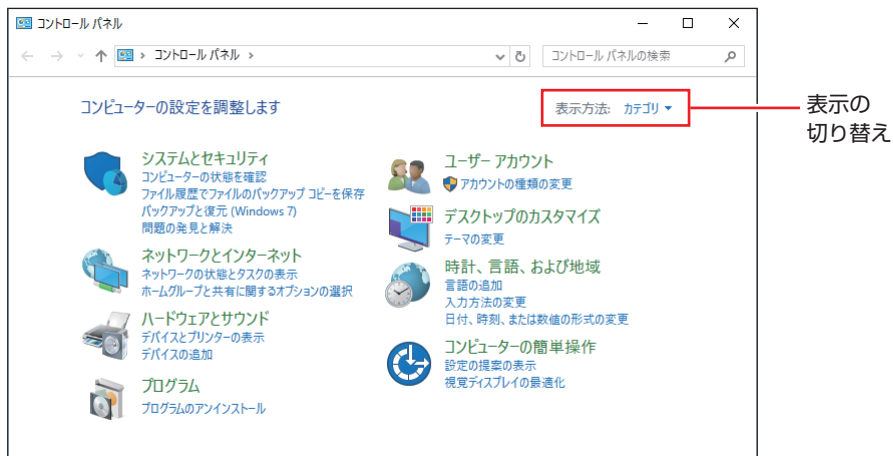 コントロール パネル
コントロール パネル
コントロール パネルの検索
コンピューターの設定を調整します
表示方法: カテゴリ
表示の
切り替え
システムとセキュリティ
コンピューターの状態を確認
ファイル履歴でファイルのバックアップ コピーを保存
バックアップと復元 (Windows 7)
問題の発見と解決
ネットワークとインターネット
ネットワークの状態とタスクの表示
ホームグループと共有に関するオプションの選択
ハードウェアとサウンド
デバイスとプリンターの表示
デバイスの追加
プログラム
プログラムのアンインストール
ユーザー アカウント
アカウントの種類の変更
デスクトップのカスタマイズ
テーマの変更
時計、言語、および地域
言語の追加
入力方法の変更
日付、時刻、または数値の形式の変更
コンピューターの簡単操作
設定の提案の表示
視覚ディスプレイの最適化